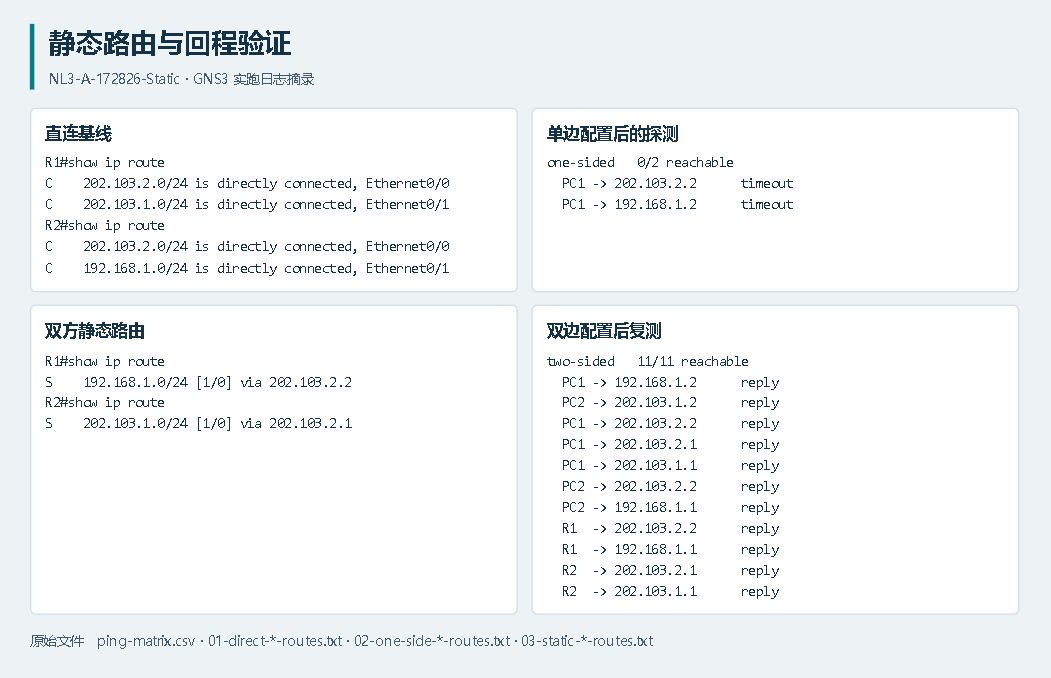 静态路由与回程验证
NL3-A-172826-Static · GNS3 实跑日志摘录
直连基线
R1#show ip route
C    202.103.2.0/24 is directly connected, Ethernet0/0
C    202.103.1.0/24 is directly connected, Ethernet0/1
R2#show ip route
C    202.103.2.0/24 is directly connected, Ethernet0/0
C    192.168.1.0/24 is directly connected, Ethernet0/1
单边配置后的探测
one-sided   0/2 reachable
PC1 -> 202.103.2.2      timeout
PC1 -> 192.168.1.2      timeout
双方静态路由
R1#show ip route
S    192.168.1.0/24 [1/0] via 202.103.2.2
R2#show ip route
S    202.103.1.0/24 [1/0] via 202.103.2.1
双边配置后复测
two-sided   11/11 reachable
PC1 -> 192.168.1.2      reply
PC2 -> 202.103.1.2      reply
PC1 -> 202.103.2.2      reply
PC1 -> 202.103.2.1      reply
PC1 -> 202.103.1.1      reply
PC2 -> 202.103.2.2      reply
PC2 -> 192.168.1.1      reply
R1  -> 202.103.2.2      reply
R1  -> 192.168.1.1      reply
R2  -> 202.103.2.1      reply
R2  -> 202.103.1.1      reply
原始文件   ping-matrix.csv · 01-direct-*-routes.txt · 02-one-side-*-routes.txt · 03-static-*-routes.txt